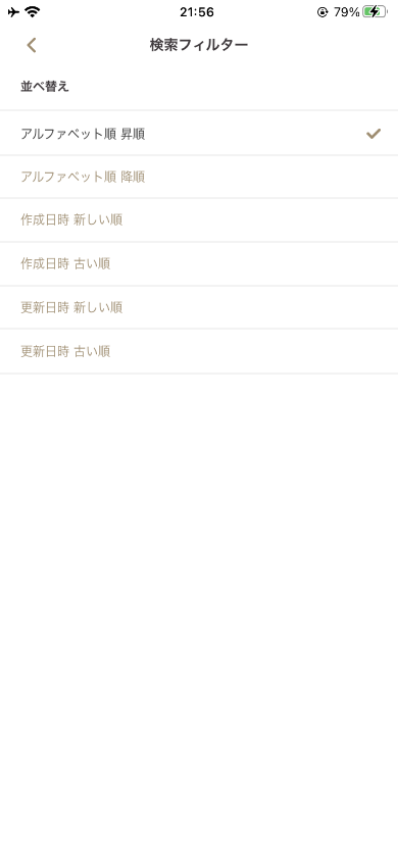 21:56 79%
検索フィルター
並べ替え
アルファベット順 昇順
アルファベット順 降順
作成日時 新しい順
作成日時 古い順
更新日時 新しい順
更新日時 古い順